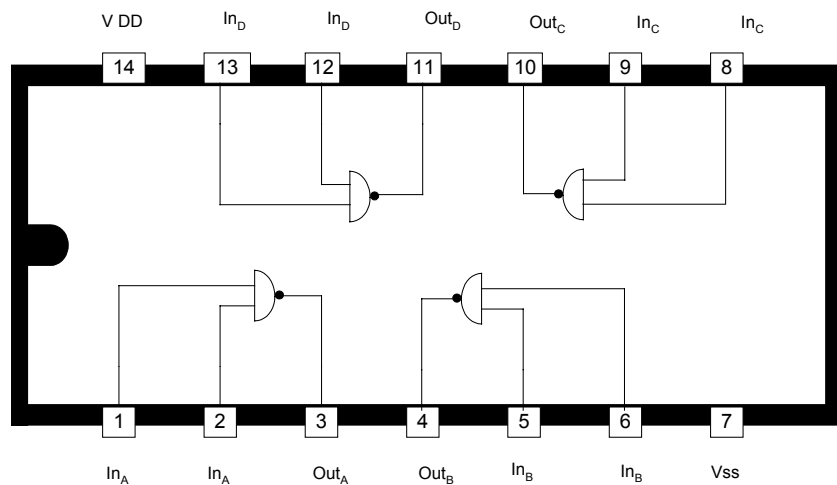 V DD In_D In_D Out_D Out_C In_C In_C
14 13 12 11 10 9 8
1 2 3 4 5 6 7
In_A In_A Out_A Out_B In_B In_B Vss